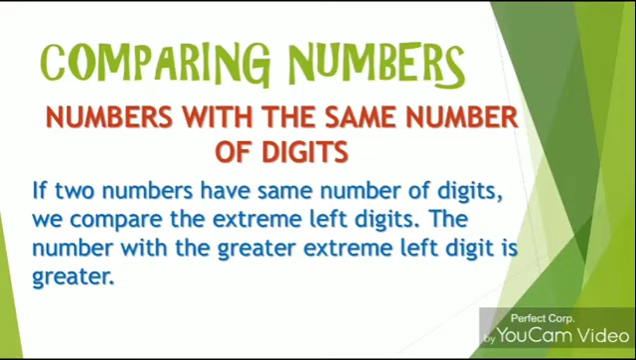 COMPARING NUMBERS
NUMBERS WITH THE SAME NUMBER
OF DIGITS
If two numbers have same number of digits,
we compare the extreme left digits. The
number with the greater extreme left digit is
greater.
Perfect Corp.
by YouCam Video